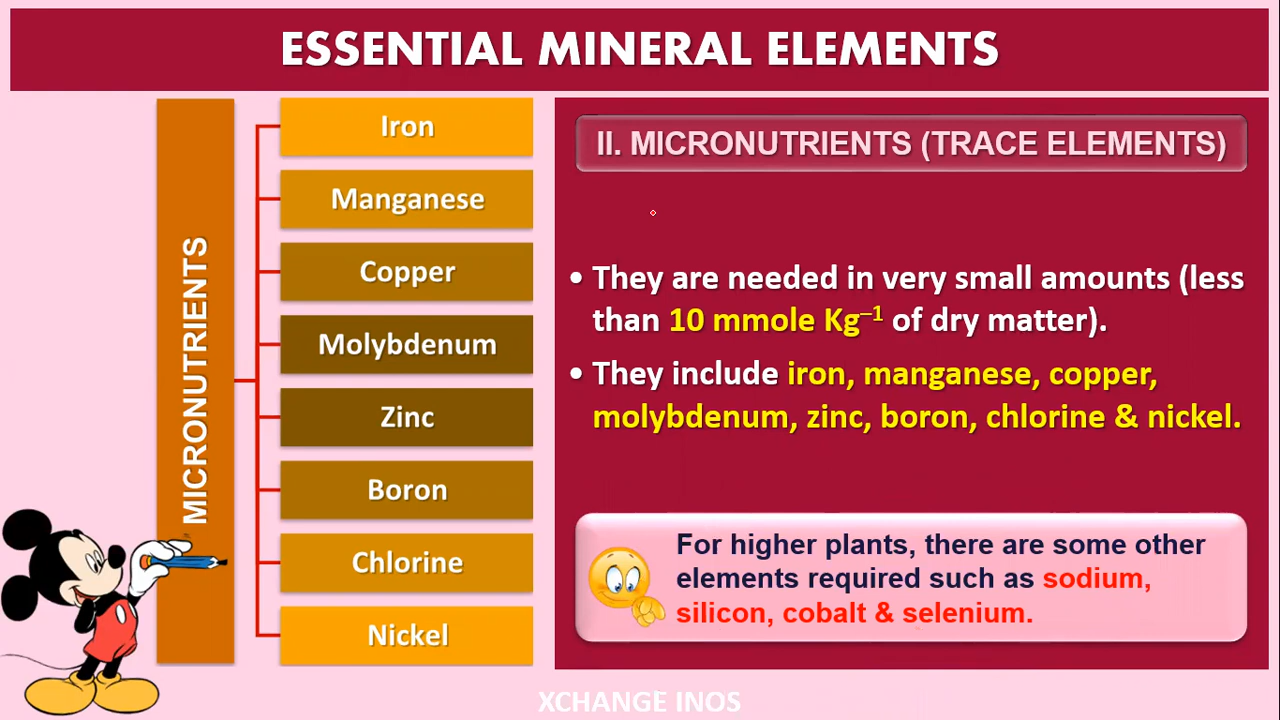 ESSENTIAL MINERAL ELEMENTS
MICRONUTRIENTS
Iron
Manganese
Copper
Molybdenum
Zinc
Boron
Chlorine
Nickel
II. MICRONUTRIENTS (TRACE ELEMENTS)
• They are needed in very small amounts (less
than 10 mmole Kg⁻¹ of dry matter).
• They include iron, manganese, copper,
molybdenum, zinc, boron, chlorine & nickel.
For higher plants, there are some other
elements required such as sodium,
silicon, cobalt & selenium.
XCHANGE INOS